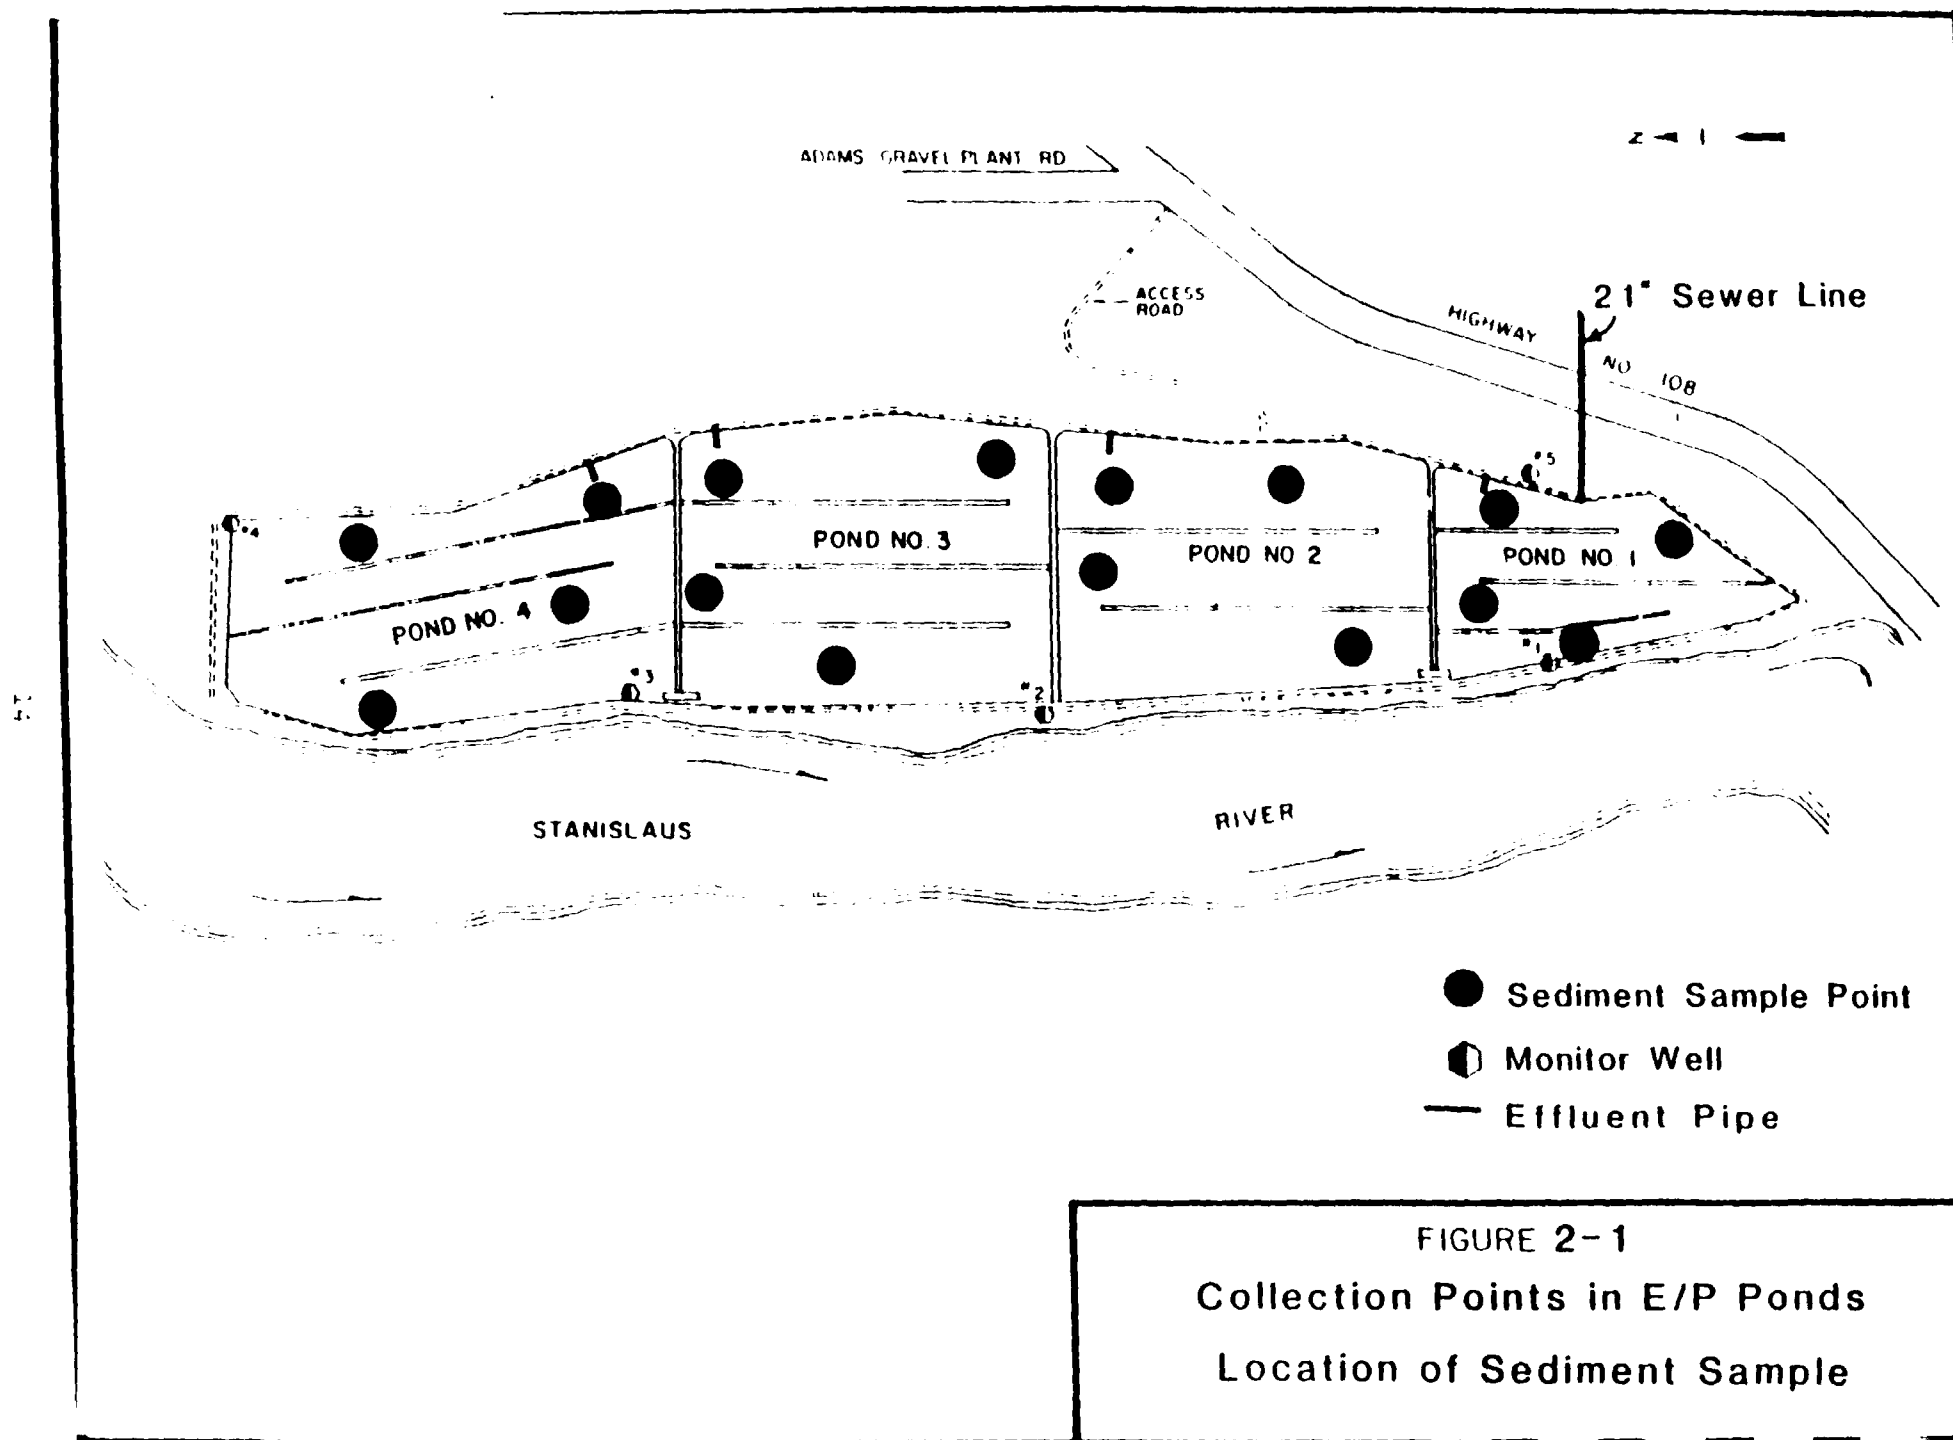 ADAMS GRAVEL PLANT RD
ACCESS
ROAD
21" Sewer Line
HIGHWAY NO 108
#5
#4
POND NO. 3
POND NO 2
POND NO. 1
POND NO. 4
#1
#3
#2
STANISLAUS RIVER
Sediment Sample Point
Monitor Well
Effluent Pipe
FIGURE 2-1
Collection Points in E/P Ponds
Location of Sediment Sample